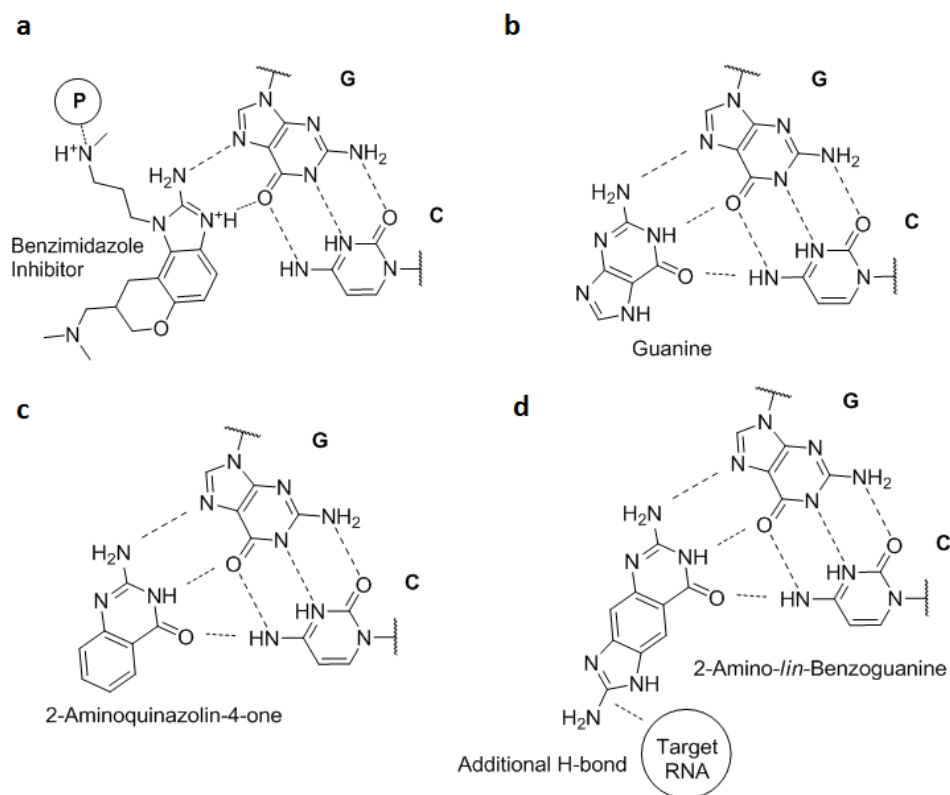 a
G
P
N
N
N
N
NH2
H+N
H2N
O
N
N+H
O
C
HN
N
HN
Benzimidazole
Inhibitor
N
O
b
G
N
N
N
N
NH2
H2N
O
O
C
N
NH
HN
N
HN
O
N
NH
Guanine
c
G
N
N
N
N
NH2
H2N
O
O
C
N
NH
HN
N
HN
O
2-Aminoquinazolin-4-one
d
G
N
N
N
N
NH2
H2N
O
O
C
N
NH
HN
N
HN
O
2-Amino-lin-Benzoguanine
N
NH
H2N
Additional H-bond
Target
RNA